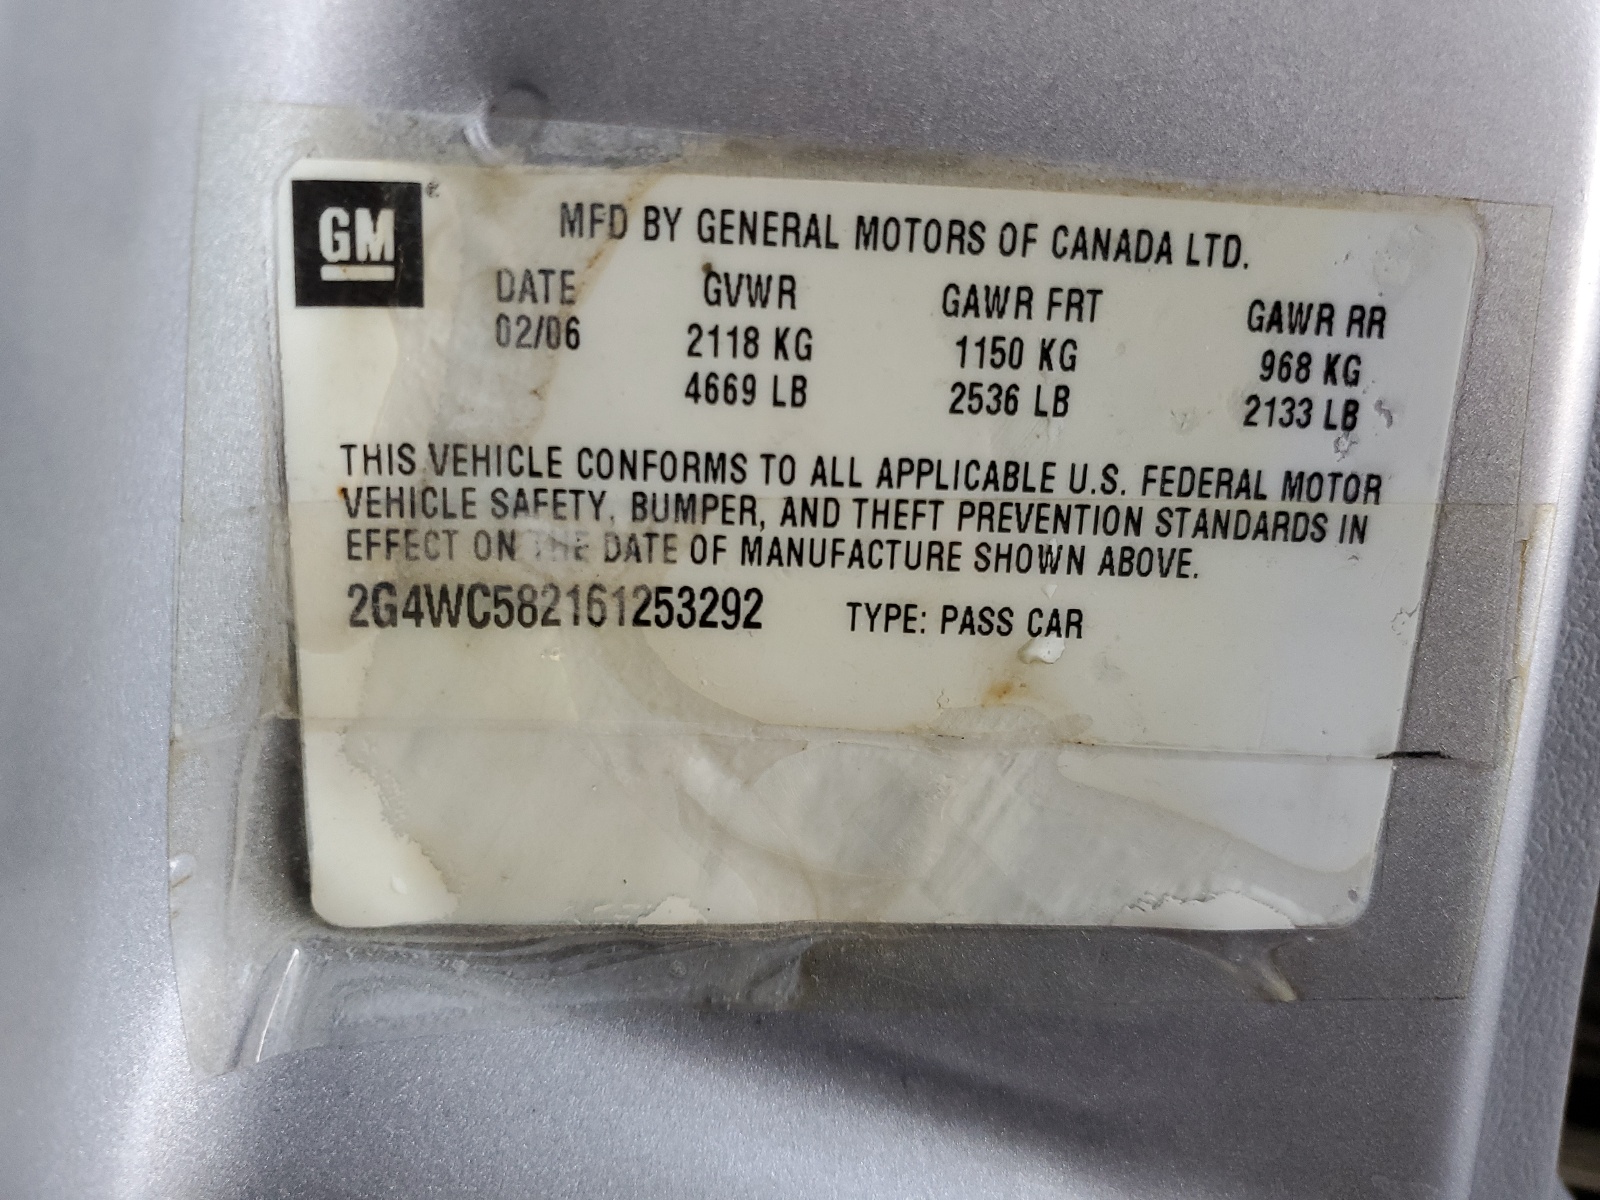 GM
MFD BY GENERAL MOTORS OF CANADA LTD.
DATE GVWR GAWR FRT GAWR RR
02/06 2118 KG 1150 KG 968 KG
4669 LB 2536 LB 2133 LB
THIS VEHICLE CONFORMS TO ALL APPLICABLE U.S. FEDERAL MOTOR
VEHICLE SAFETY, BUMPER, AND THEFT PREVENTION STANDARDS IN
EFFECT ON THE DATE OF MANUFACTURE SHOWN ABOVE.
2G4WC582161253292 TYPE: PASS CAR